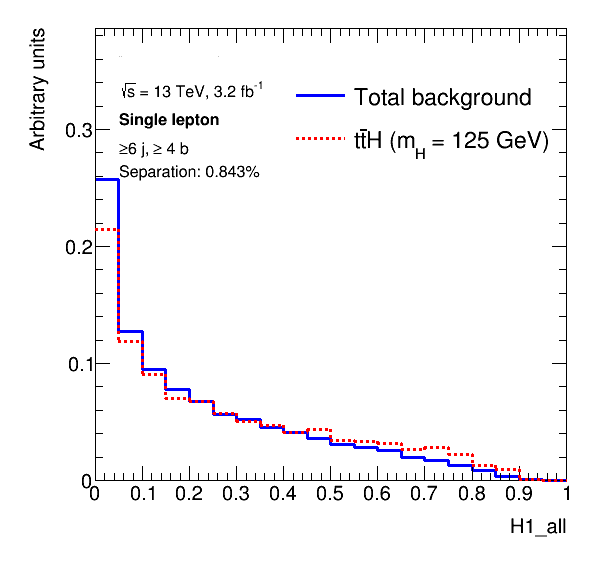 Arbitrary units
√s = 13 TeV, 3.2 fb⁻¹
Single lepton
≥6 j, ≥ 4 b
Separation: 0.843%
Total background
tt̄H (m_H = 125 GeV)
0.3
0.2
0.1
0
0 0.1 0.2 0.3 0.4 0.5 0.6 0.7 0.8 0.9 1
H1_all